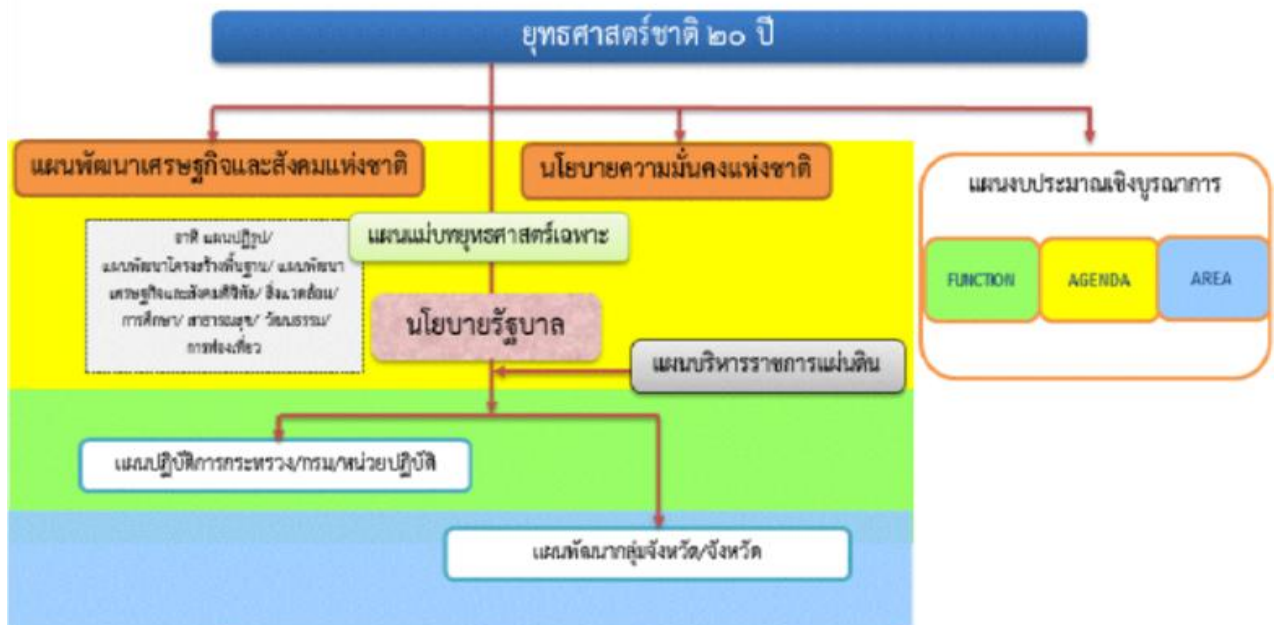 ยุทธศาสตร์ชาติ ๒๐ ปี
แผนพัฒนาเศรษฐกิจและสังคมแห่งชาติ
นโยบายความมั่นคงแห่งชาติ
แผนงบประมาณเชิงบูรณาการ
FUNCTION
AGENDA
AREA
แผนแม่บทยุทธศาสตร์เฉพาะ
อาทิ แผนปฏิรูป/
แผนพัฒนาโครงสร้างพื้นฐาน/ แผนพัฒนา
เศรษฐกิจและสังคมดิจิทัล/ สิ่งแวดล้อม/
การศึกษา/ สาธารณสุข/ วัฒนธรรม/
การท่องเที่ยว
นโยบายรัฐบาล
แผนบริหารราชการแผ่นดิน
แผนปฏิบัติการกระทรวง/กรม/หน่วยปฏิบัติ
แผนพัฒนากลุ่มจังหวัด/จังหวัด